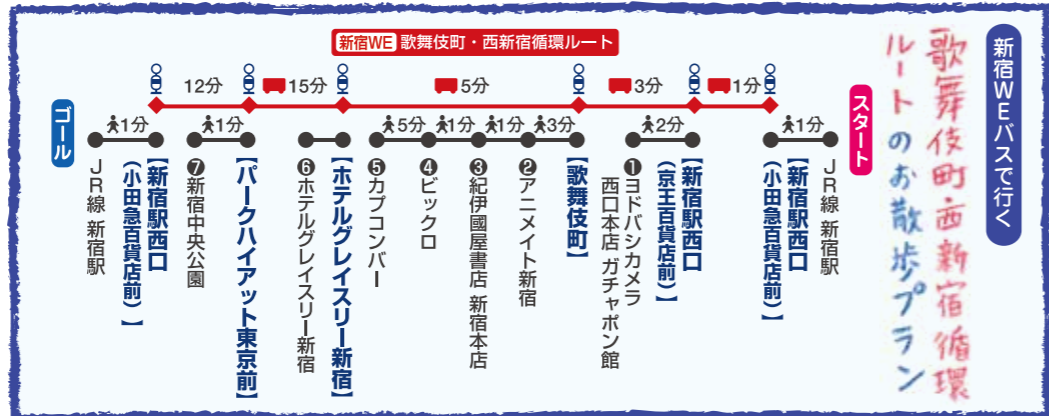 新宿WEバスで行く
歌舞伎町・西新宿循環
ルートのお散歩プラン
新宿WE 歌舞伎町・西新宿循環ルート
スタート
JR線 新宿駅
1分
【新宿駅西口
(小田急百貨店前)】
1分
【新宿駅西口
(京王百貨店前)】
2分
❶ヨドバシカメラ
西口本店 ガチャポン館
3分
【歌舞伎町】
3分
❷アニメイト新宿
1分
❸紀伊國屋書店 新宿本店
1分
❹ビックロ
5分
❺カプコンバー
5分
【ホテルグレイスリー新宿】
❻ホテルグレイスリー新宿
15分
【パークハイアット東京前】
1分
❼新宿中央公園
12分
【新宿駅西口
(小田急百貨店前)】
1分
JR線 新宿駅
ゴール